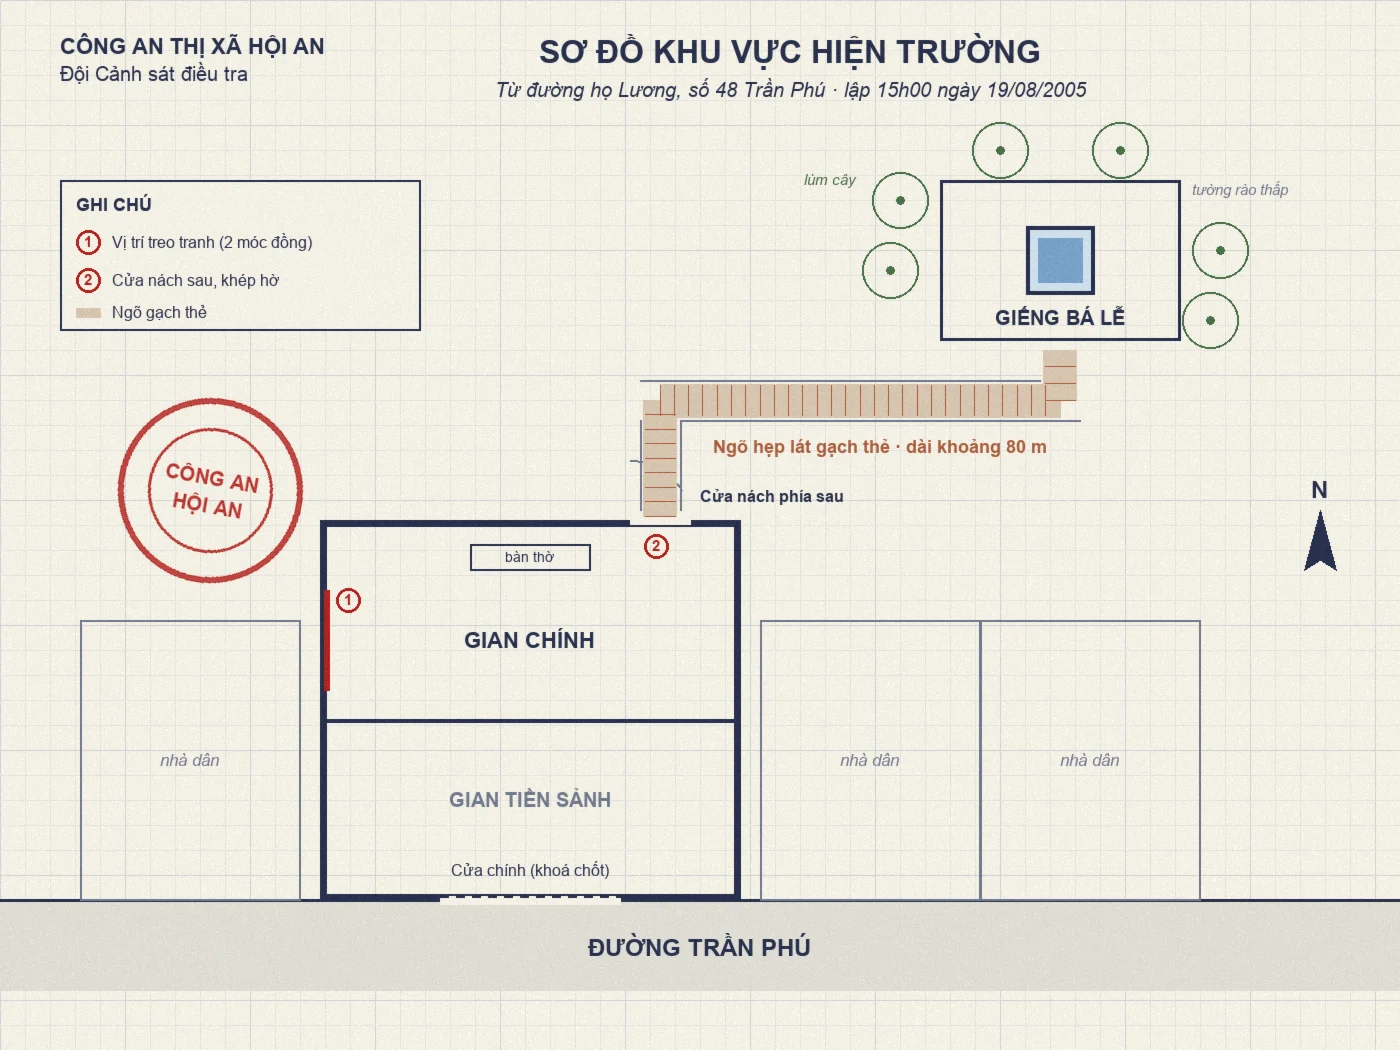 CÔNG AN THỊ XÃ HỘI AN
Đội Cảnh sát điều tra
SƠ ĐỒ KHU VỰC HIỆN TRƯỜNG
Từ đường họ Lương, số 48 Trần Phú · lập 15h00 ngày 19/08/2005
GHI CHÚ
1 Vị trí treo tranh (2 móc đồng)
2 Cửa nách sau, khép hờ
Ngõ gạch thẻ
lùm cây
tường rào thấp
GIẾNG BÁ LỄ
Ngõ hẹp lát gạch thẻ · dài khoảng 80 m
CÔNG AN
HỘI AN
Cửa nách phía sau
N
2
bàn thờ
1
GIAN CHÍNH
nhà dân
nhà dân
nhà dân
GIAN TIỀN SẢNH
Cửa chính (khoá chốt)
ĐƯỜNG TRẦN PHÚ